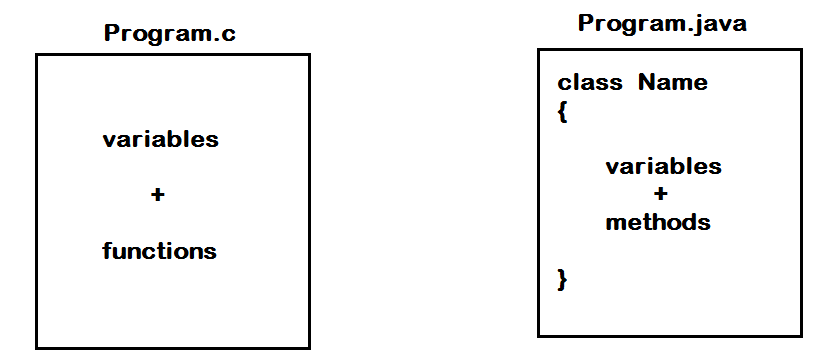 Program.c
variables
+
functions
Program.java
class Name
{
variables
+
methods
}